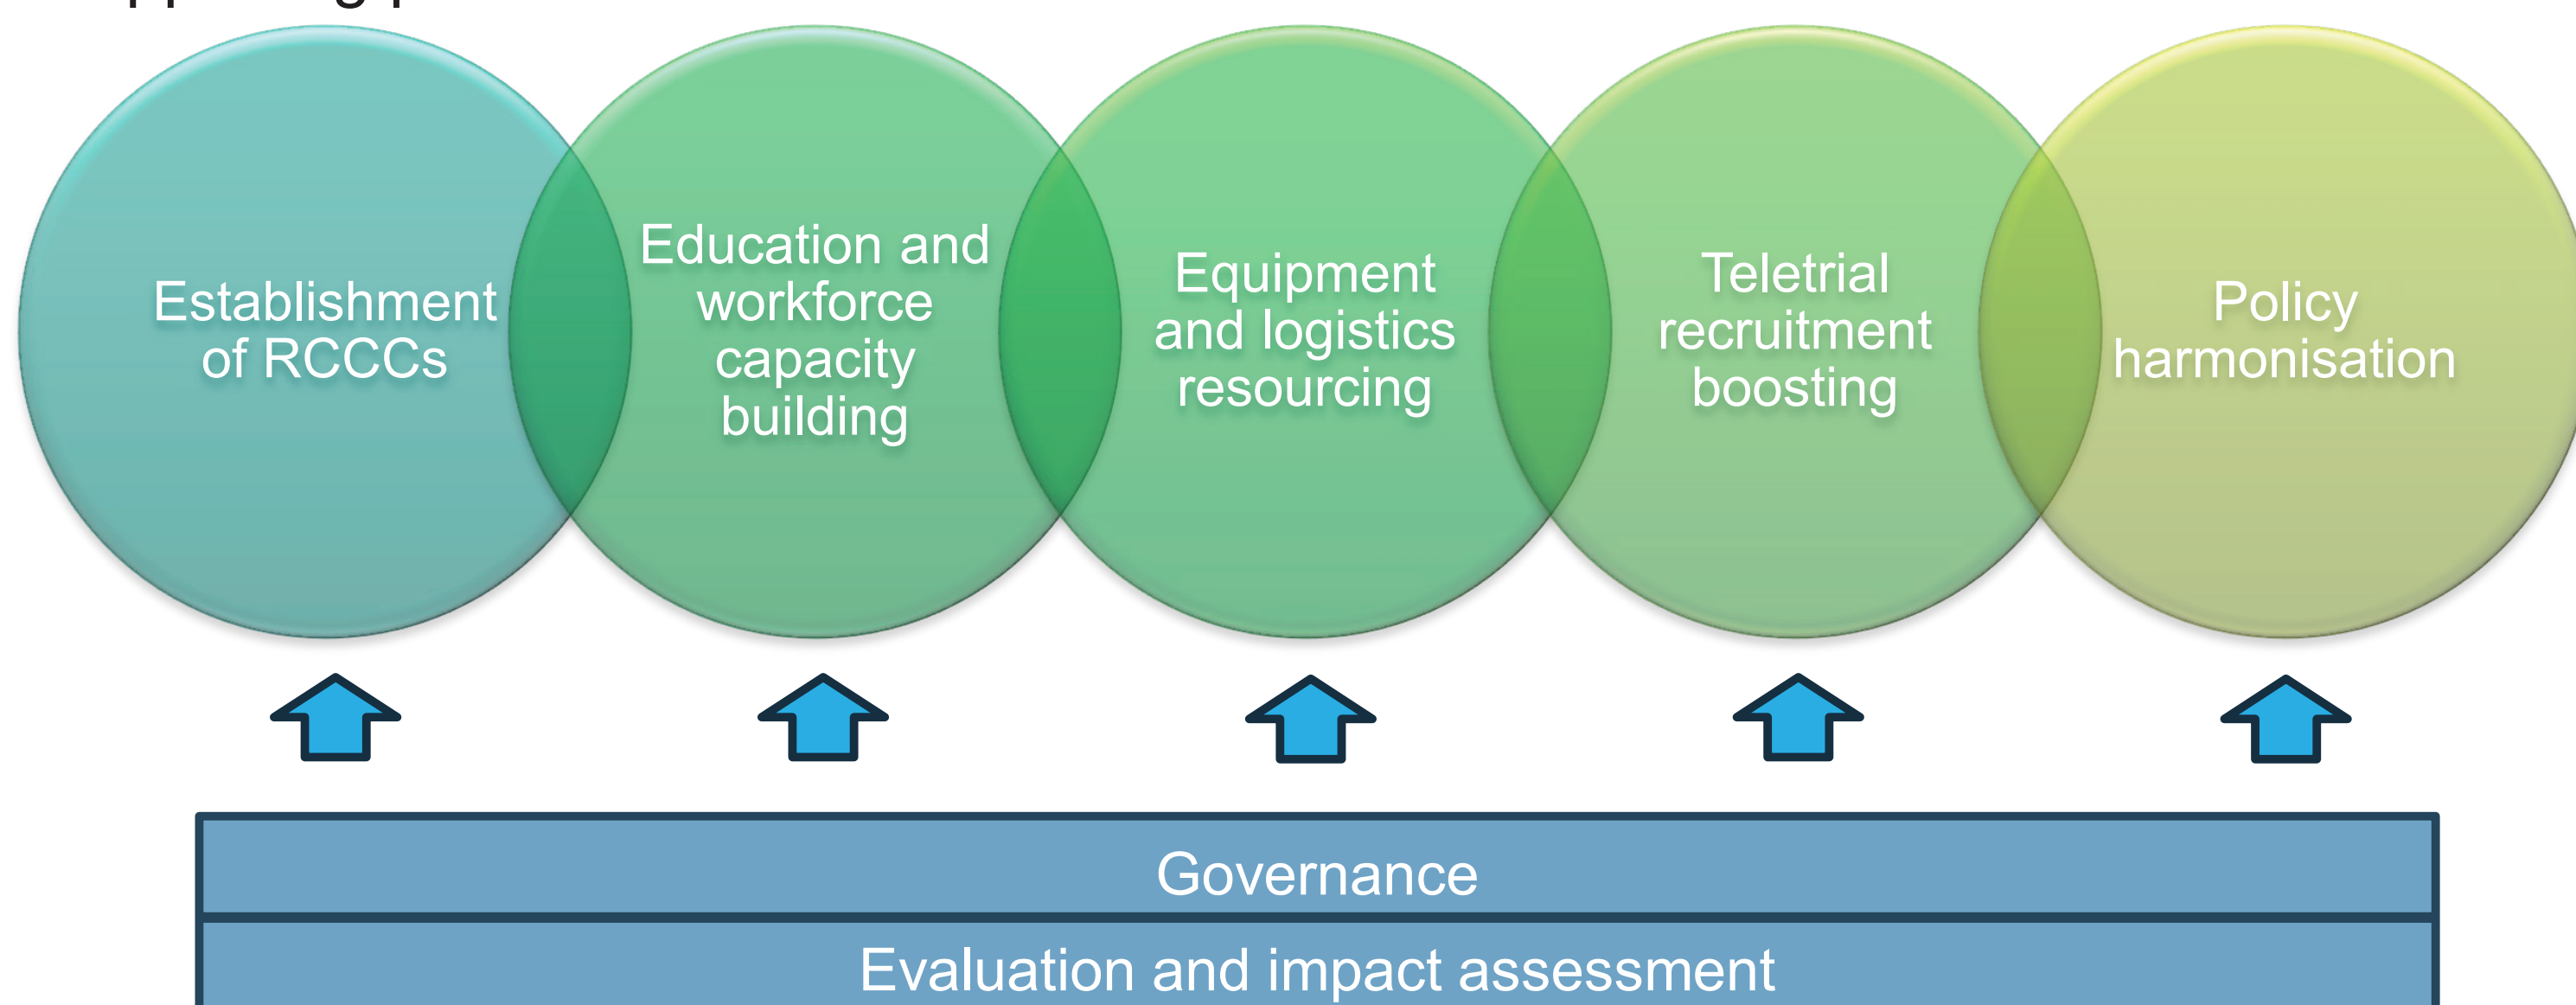 Establishment
of RCCCs
Education and
workforce
capacity
building
Equipment
and logistics
resourcing
Teletrial
recruitment
boosting
Policy
harmonisation
Governance
Evaluation and impact assessment